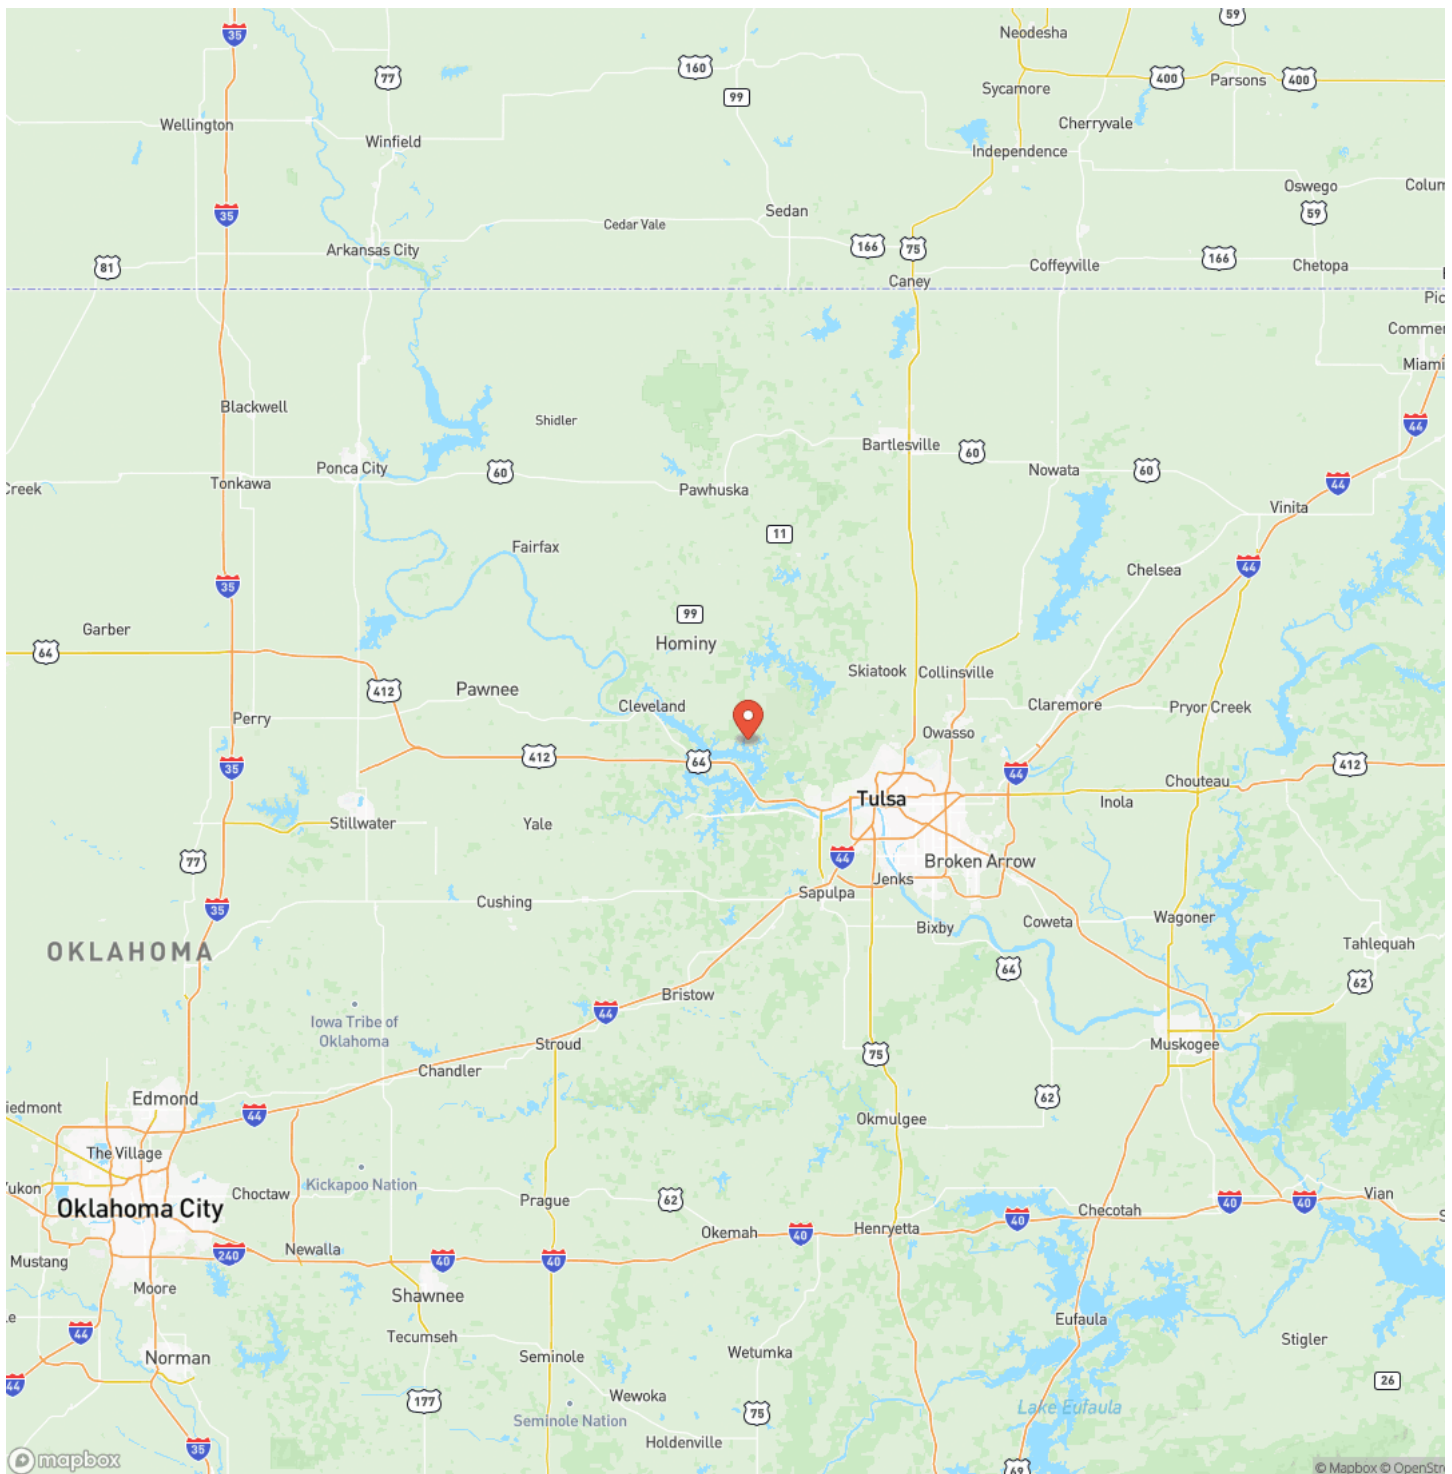 59
35
Neodesha
77
160
400
Parsons
400
Sycamore
99
Wellington
Cherryvale
Winfield
Independence
Oswego
Colum
35
Sedan
59
Cedar Vale
Arkansas City
166
75
166
81
Coffeyville
Chetopa
Caney
Pic
Commer
Miami
Blackwell
Shidler
44
Bartlesville
60
Ponca City
60
Nowata
60
Creek
Tonkawa
Pawhuska
44
Vinita
11
Fairfax
44
Chelsea
35
99
Garber
Hominy
64
Skiatook
Collinsville
412
Pawnee
Cleveland
Claremore
Pryor Creek
Perry
Owasso
412
64
412
35
44
Chouteau
Tulsa
Inola
Stillwater
Yale
77
44
Broken Arrow
Jenks
Sapulpa
Cushing
35
Coweta
Wagoner
Bixby
OKLAHOMA
Tahlequah
64
62
Bristow
44
Iowa Tribe of
Oklahoma
Stroud
Muskogee
75
Chandler
Edmond
62
iedmont
44
Okmulgee
The Village
Kickapoo Nation
Yukon
Choctaw
Prague
62
Vian
40
40
Oklahoma City
Checotah
40
Okemah
40
Henryetta
Newalla
240
40
40
Mustang
Moore
Shawnee
le
Eufaula
44
Tecumseh
Stigler
Norman
Seminole
Wetumka
44
26
177
Wewoka
Lake Eufaula
75
Seminole Nation
35
Holdenville
mapbox
69
© Mapbox © OpenStre